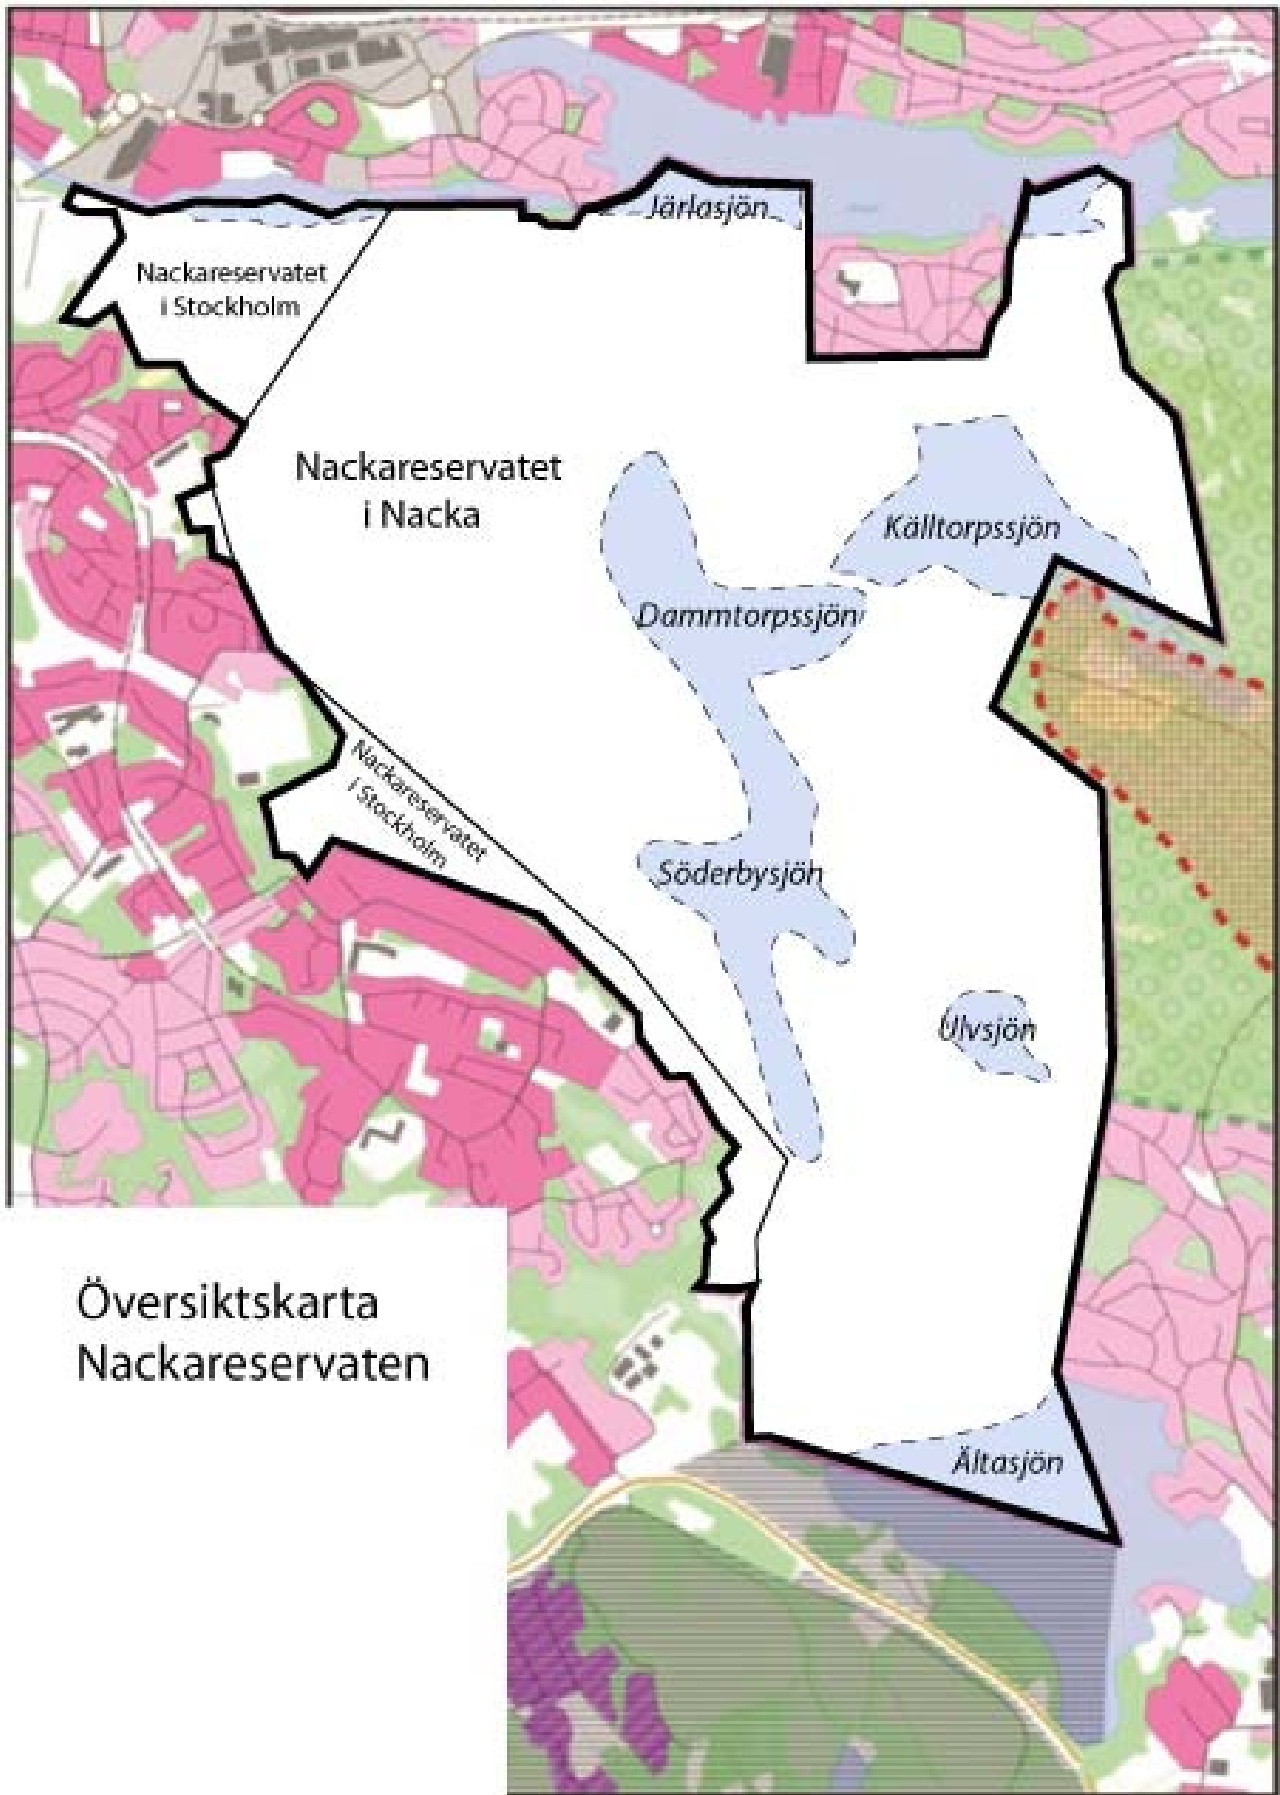 Järlasjön
Nackareservatet
i Stockholm
Nackareservatet
i Nacka
Källtorpssjön
Dammtorpssjön
Nackareservatet
i Stockholm
Söderbysjön
Ulvsjön
Översiktskarta
Nackareservaten
Ältasjön